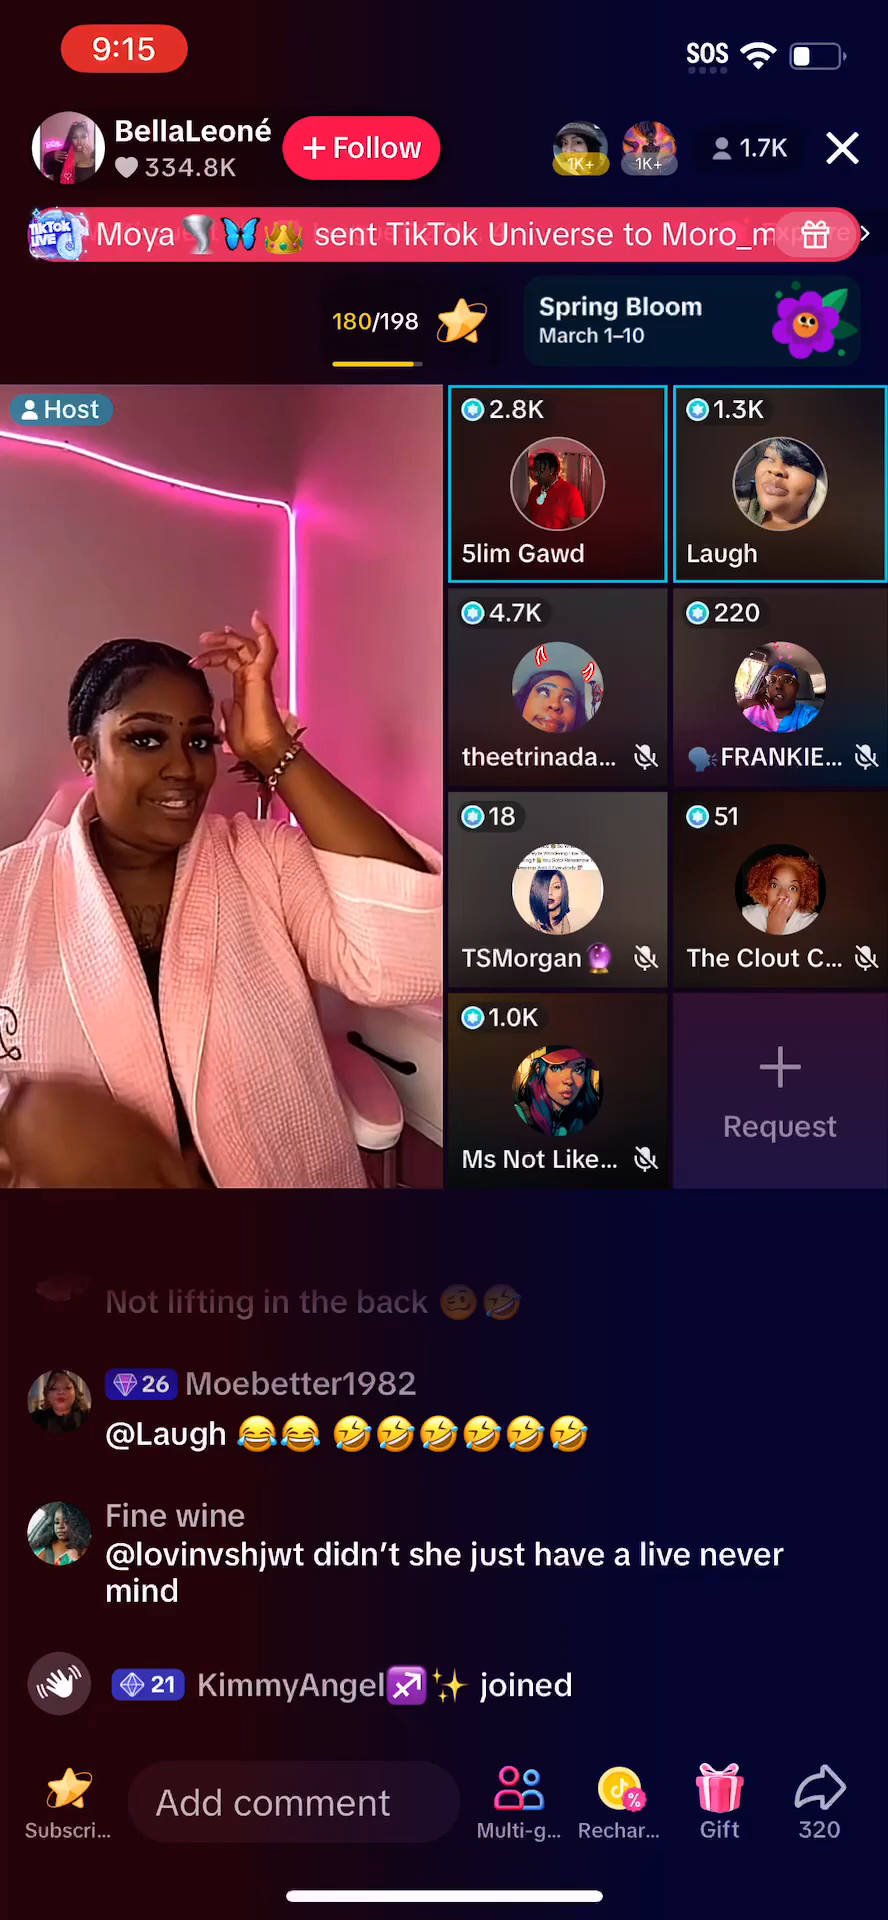 9:15
SOS
BellaLeoné
+ Follow
334.8K
1K+
1K+
1.7K
TikTok LIVE
Moya🌪️🦋👑 sent TikTok Universe to Moro_m
180/198
Spring Bloom
March 1–10
Host
2.8K
5lim Gawd
1.3K
Laugh
4.7K
theetrinada...
220
🗣️FRANKIE...
18
TSMorgan🔮
51
The Clout C...
1.0K
Ms Not Like...
Request
Not lifting in the back 🥴🤣
26 Moebetter1982
@Laugh 😂😂 🤣🤣🤣🤣🤣🤣
Fine wine
@lovinvshjwt didn’t she just have a live never
mind
21 KimmyAngel♐✨ joined
Add comment
Subscri...
Multi-g...
Rechar...
Gift
320